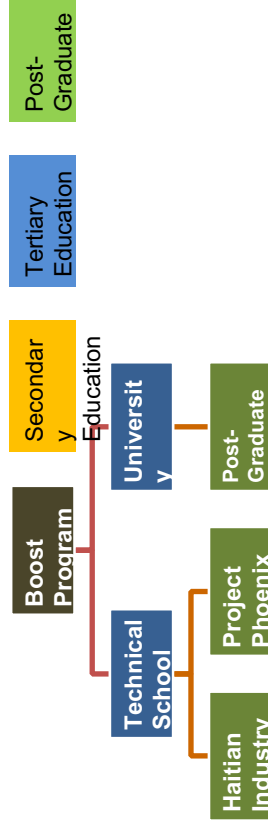 Secondar
y
Education
Tertiary
Education
Post-
Graduate
Boost
Program
Technical
School
Universit
y
Haitian
Industry
Project
Phoenix
Post-
Graduate